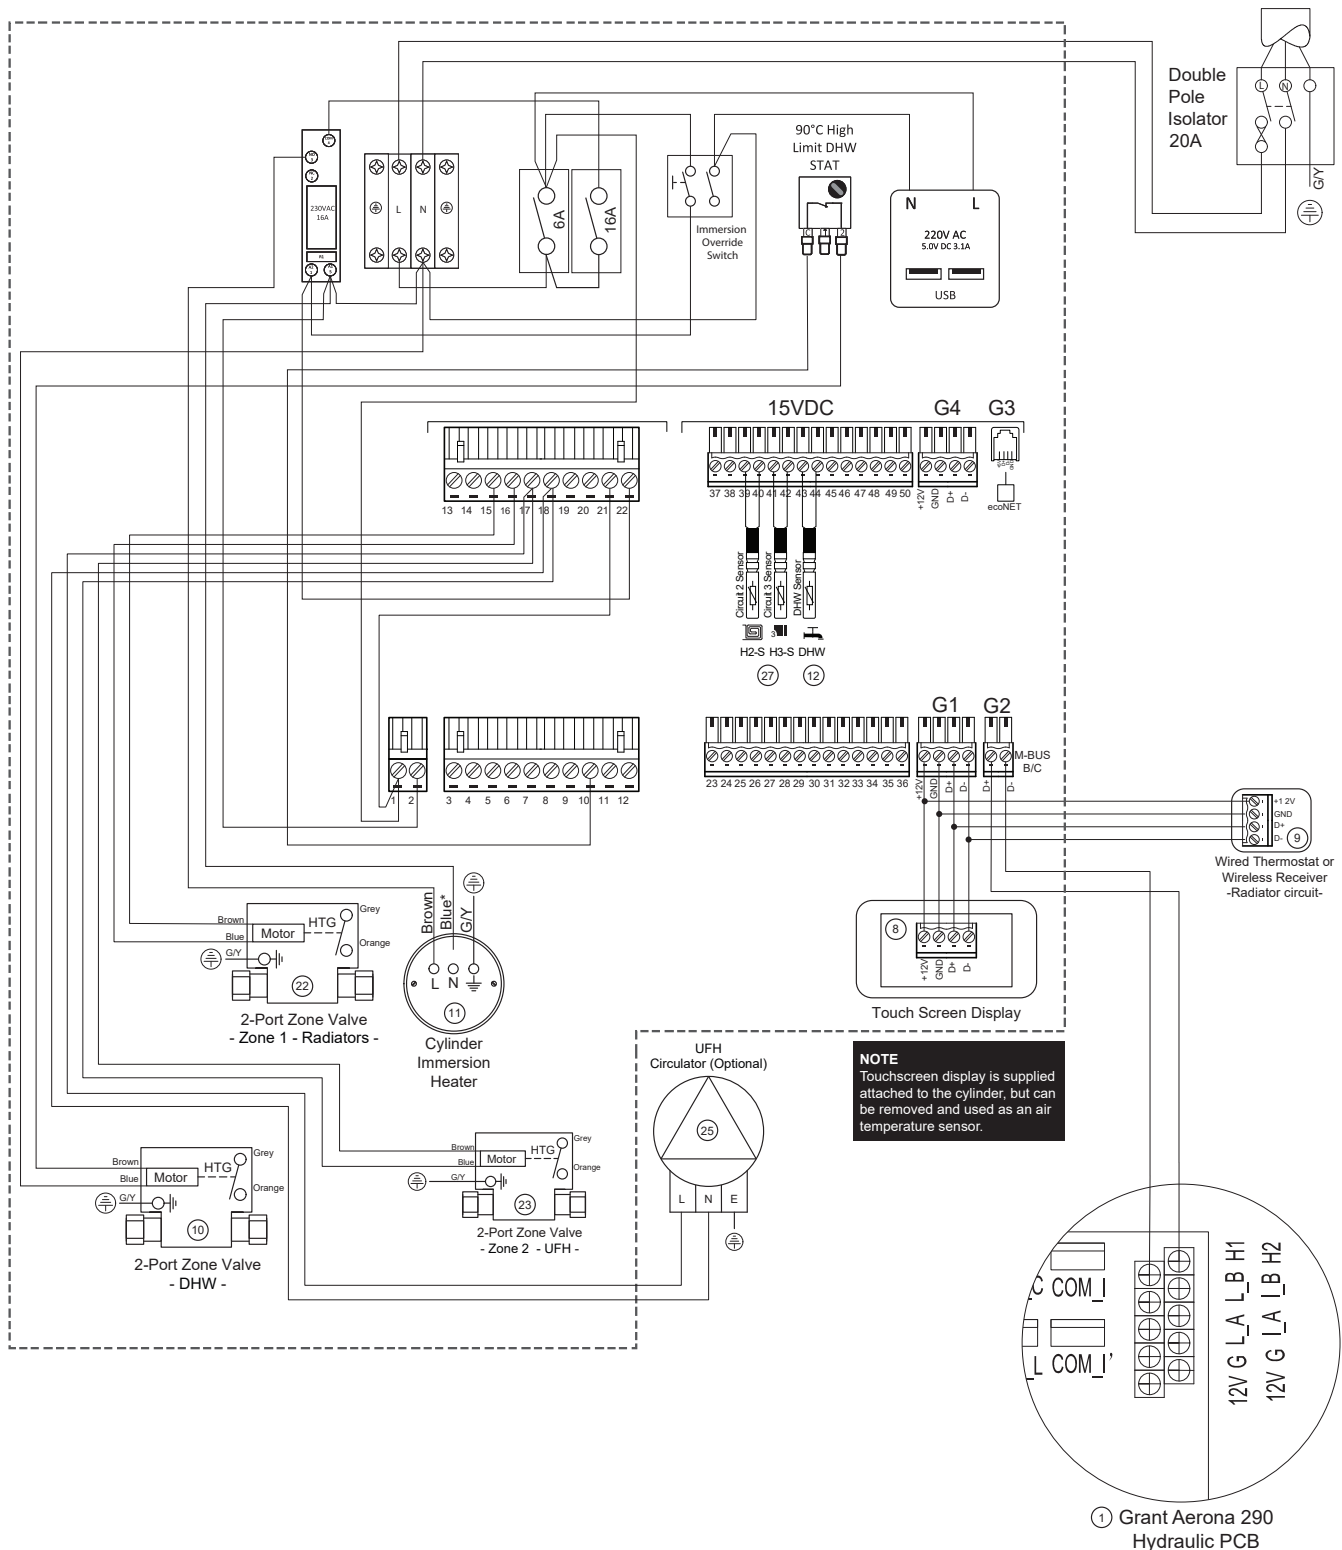 Double
Pole
Isolator
20A
L
N
G/Y
90°C High
Limit DHW
STAT
230VAC
16A
L
N
6A
16A
Immersion
Override
Switch
C
1
2
N
L
220V AC
5.0V DC 3.1A
USB
15VDC
G4
G3
13 14 15 16 17 18 19 20 21 22
37 38 39 40 41 42 43 44 45 46 47 48 49 50
+12V
GND
D+
D-
ecoNET
Circuit 2 Sensor
Circuit 3 Sensor
DHW Sensor
3
H2-S H3-S DHW
27
12
G1
G2
M-BUS
B/C
1 2
3 4 5 6 7 8 9 10 11 12
23 24 25 26 27 28 29 30 31 32 33 34 35 36
+12V
GND
D+
D-
D+
D-
+1 2V
GND
D+
D-
9
Wired Thermostat or
Wireless Receiver
-Radiator circuit-
8
+12V
GND
D+
D-
Touch Screen Display
Brown
Blue
G/Y
Motor
HTG
Grey
Orange
22
2-Port Zone Valve
- Zone 1 - Radiators -
Brown
Blue*
G/Y
L N
11
Cylinder
Immersion
Heater
UFH
Circulator (Optional)
25
L
N
E
NOTE
Touchscreen display is supplied
attached to the cylinder, but can
be removed and used as an air
temperature sensor.
Brown
Blue
G/Y
Motor
HTG
Grey
Orange
23
2-Port Zone Valve
- Zone 2 - UFH -
Brown
Blue
G/Y
Motor
HTG
Grey
Orange
10
2-Port Zone Valve
- DHW -
_C COM_I
_L COM_I'
12V G L_A L_B H1
12V G I_A I_B H2
1 Grant Aerona 290
Hydraulic PCB